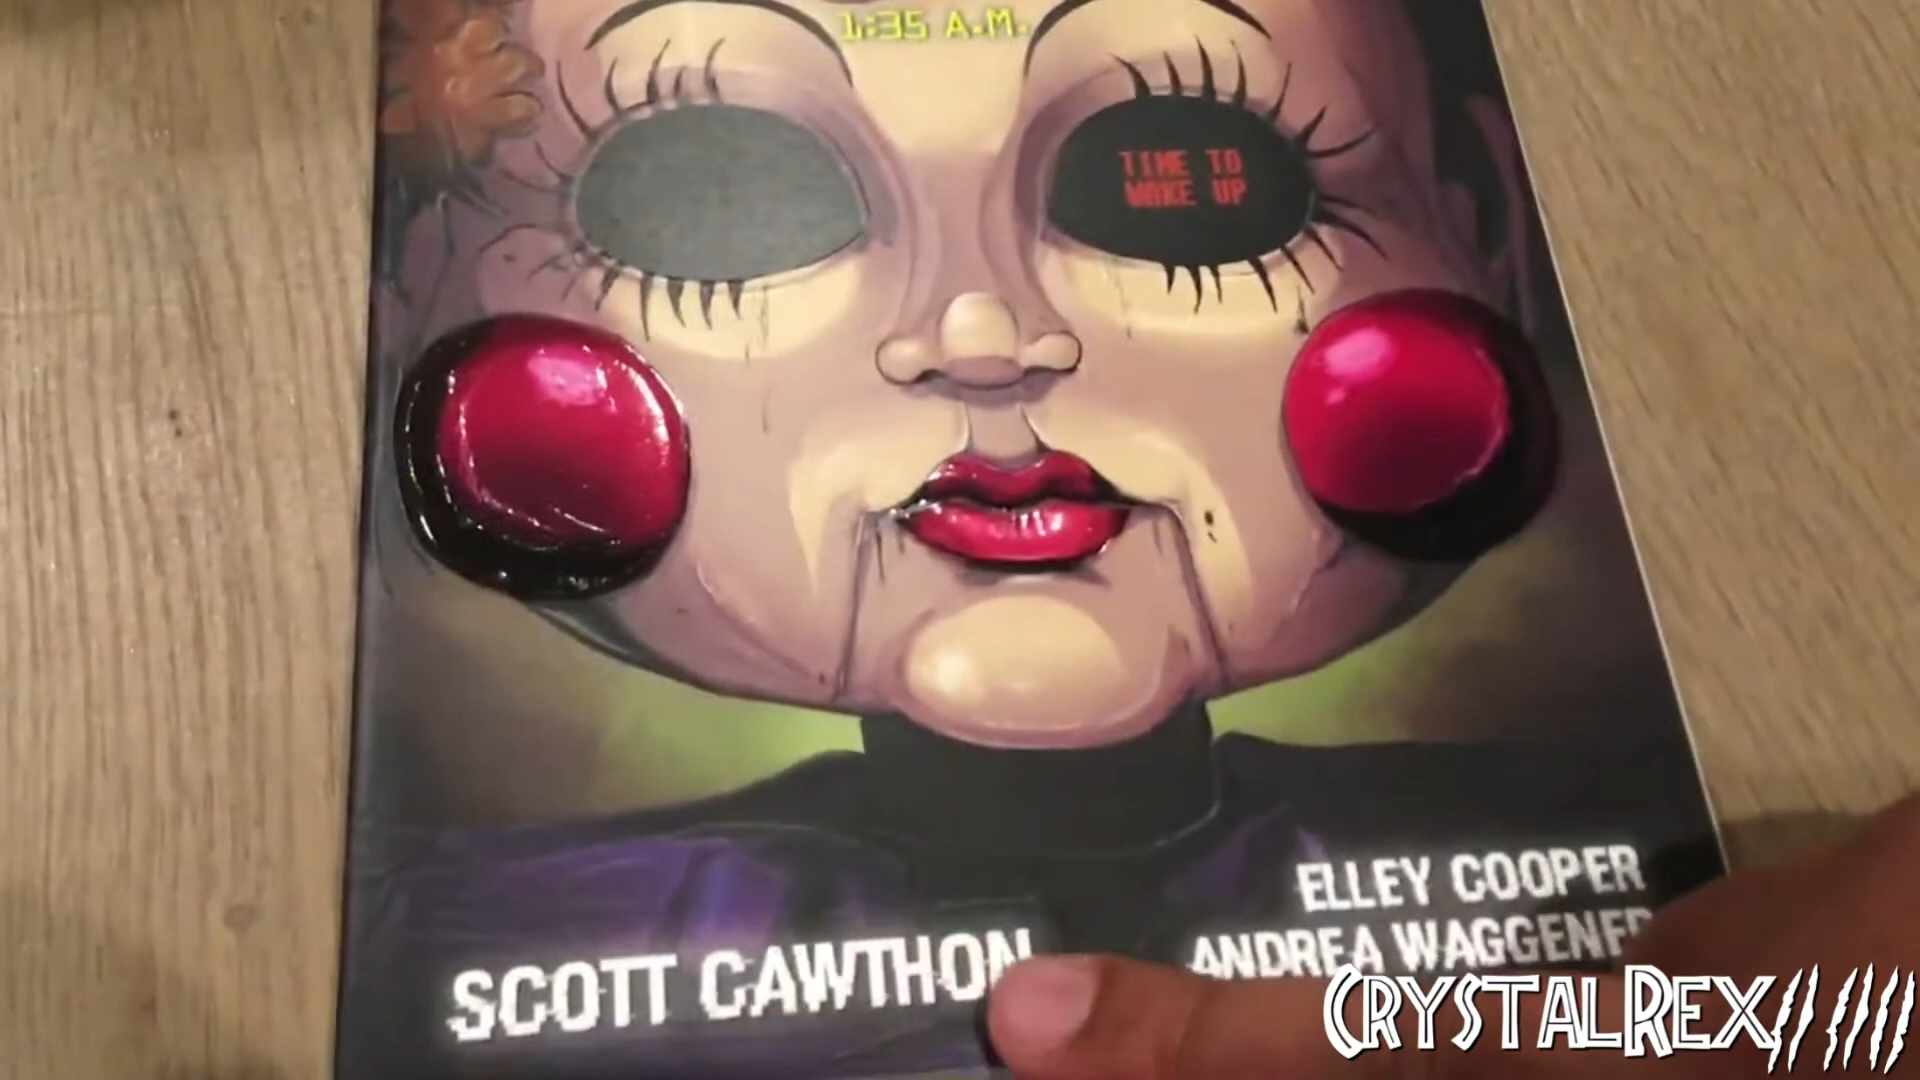 1:35 A.M.
TIME TO
WAKE UP
ELLEY COOPER
ANDREA WAGGENER
SCOTT CAWTHON
CRYSTALREX